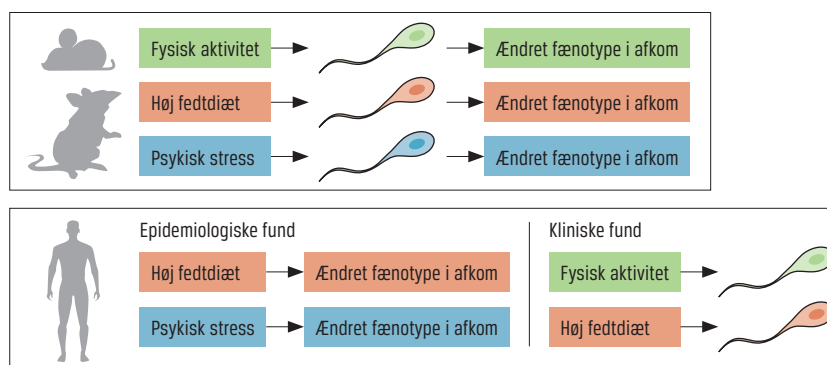 Fysisk aktivitet
Ændret fænotype i afkom
Høj fedtdiæt
Ændret fænotype i afkom
Psykisk stress
Ændret fænotype i afkom
Epidemiologiske fund
Høj fedtdiæt
Ændret fænotype i afkom
Psykisk stress
Ændret fænotype i afkom
Kliniske fund
Fysisk aktivitet
Høj fedtdiæt